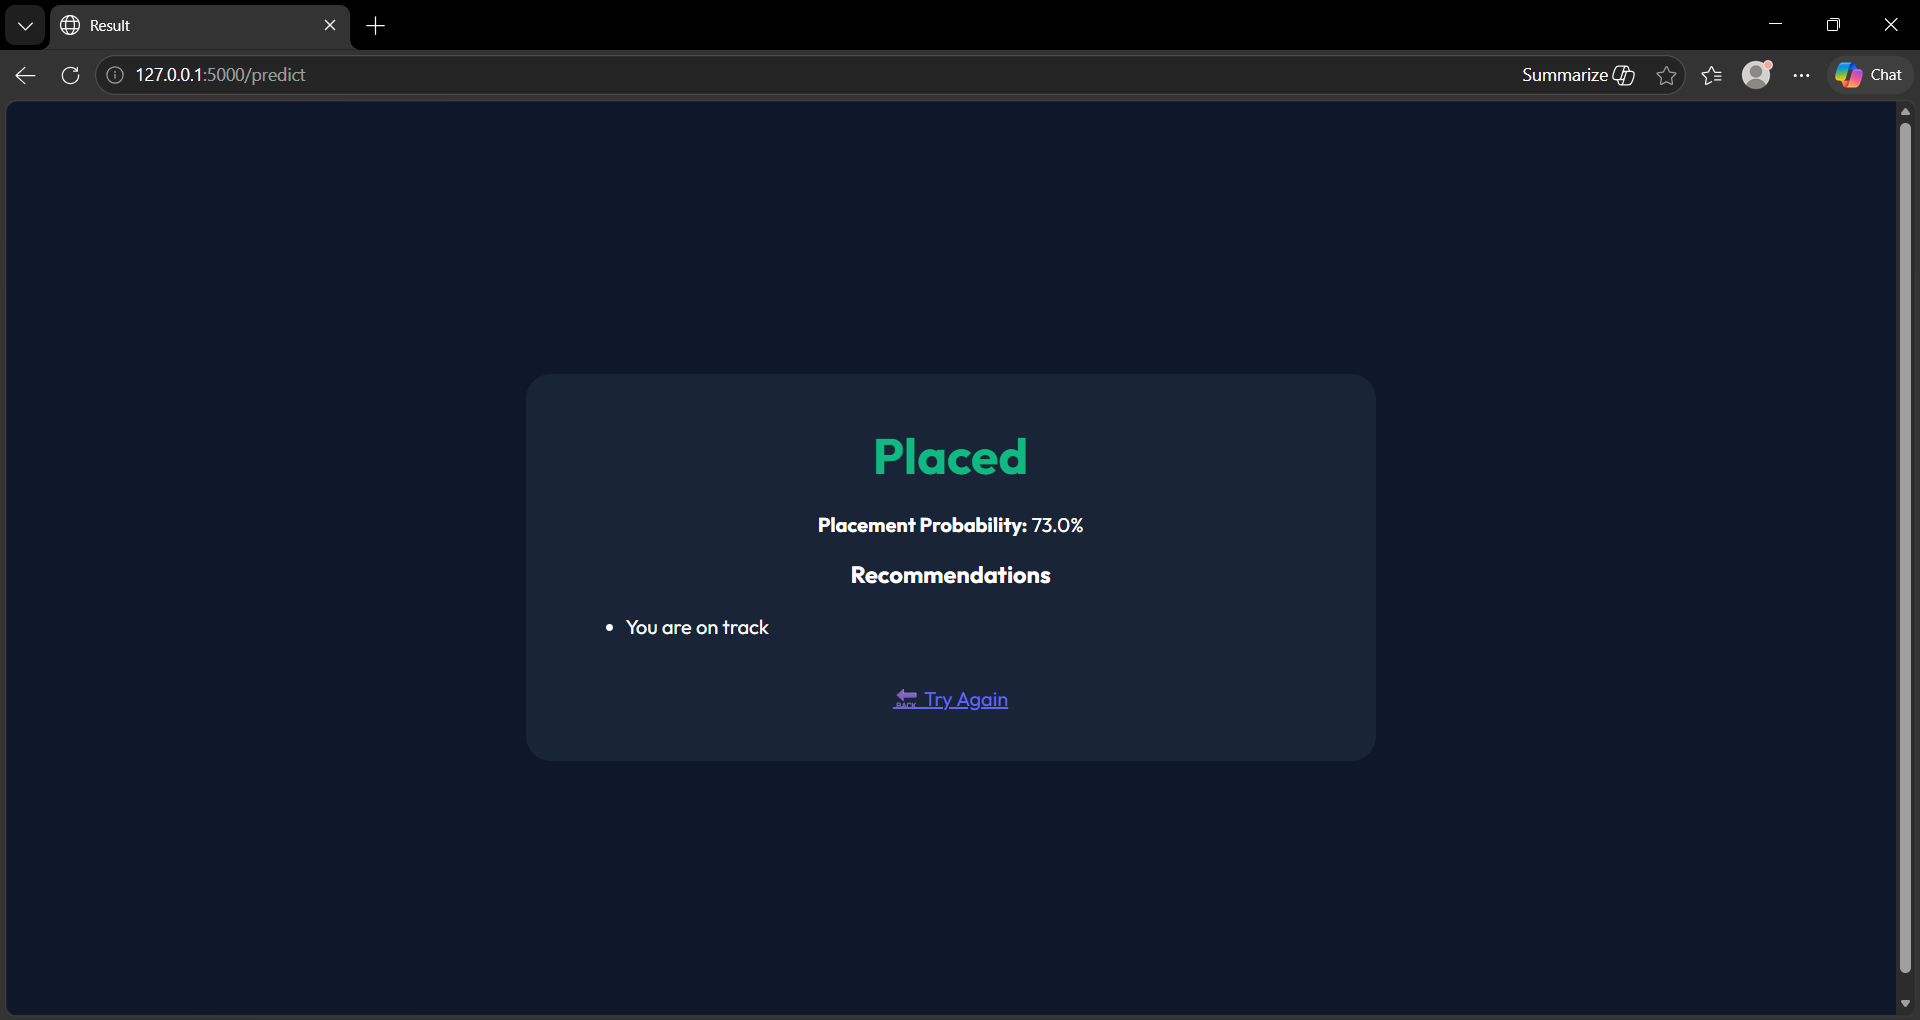 Result
127.0.0.1:5000/predict
Summarize
Chat
Placed
Placement Probability: 73.0%
Recommendations
• You are on track
🔙 Try Again